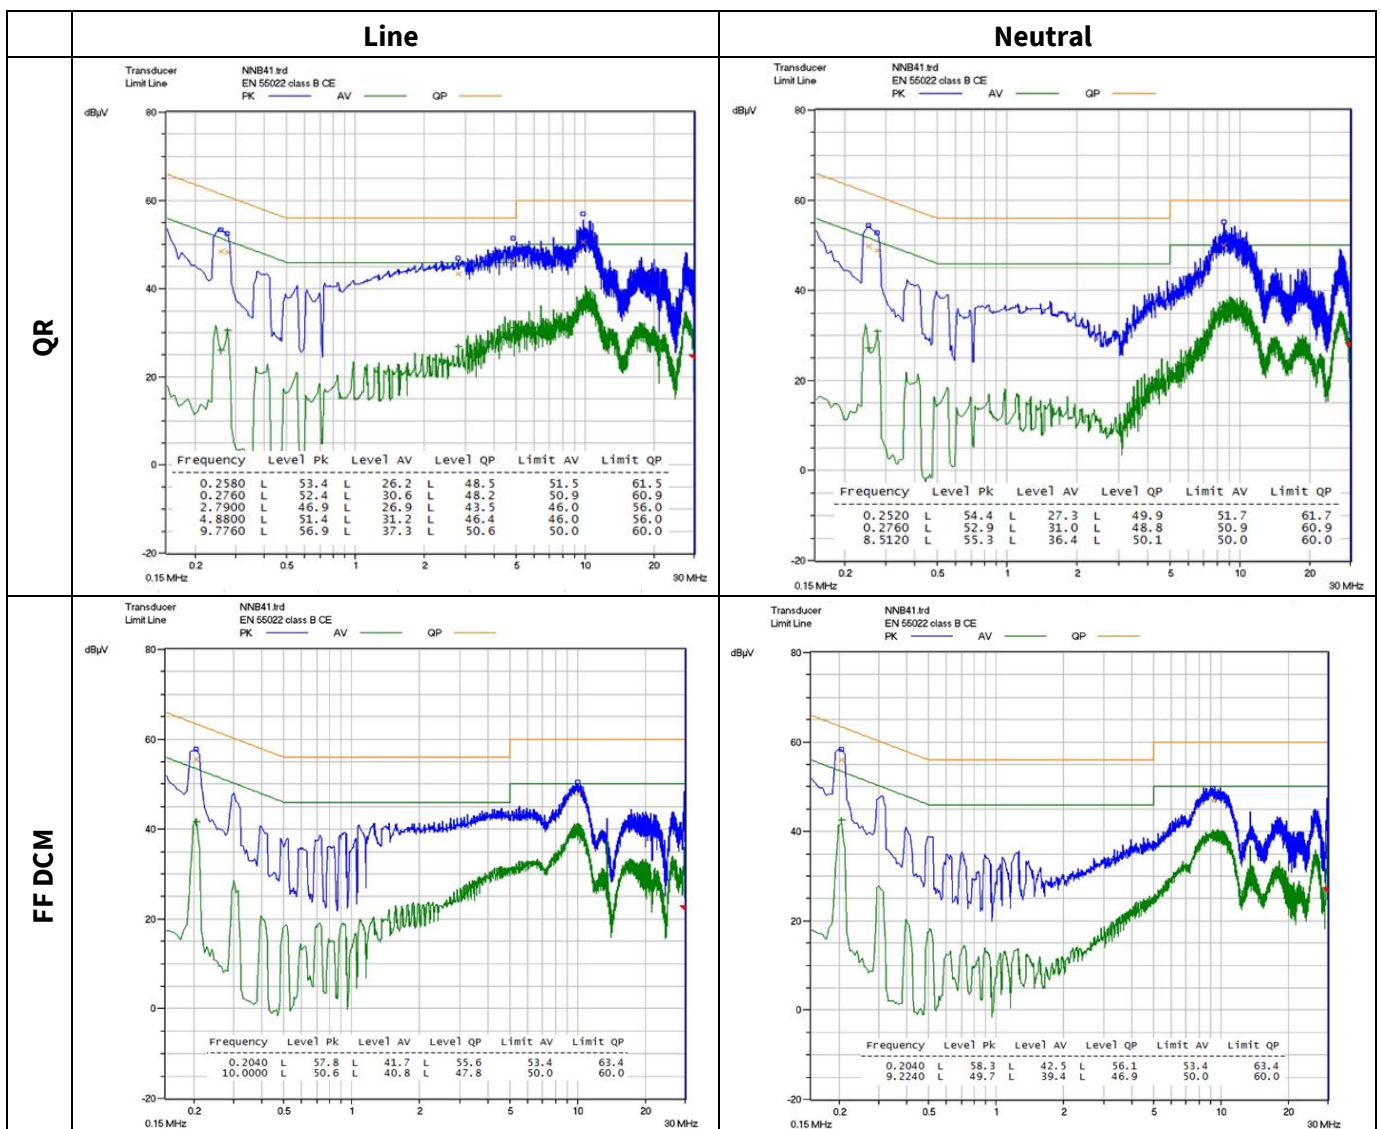 Line Neutral
QR
Transducer NNB41.trd
Limit Line EN 55022 class B CE
PK AV QP
dBµV
80
60
40
20
0
-20
Frequency Level Pk Level AV Level QP Limit AV Limit QP
0.2580 L 53.4 L 26.2 L 48.5 51.5 61.5
0.2760 L 52.4 L 30.6 L 48.2 50.9 60.9
2.7900 L 46.9 L 26.9 L 43.5 46.0 56.0
4.8800 L 51.4 L 31.2 L 46.4 46.0 56.0
9.7760 L 56.9 L 37.3 L 50.6 50.0 60.0
0.2 0.5 1 2 5 10 20
0.15 MHz 30 MHz
Transducer NNB41.trd
Limit Line EN 55022 class B CE
PK AV QP
dBµV
80
60
40
20
0
-20
Frequency Level Pk Level AV Level QP Limit AV Limit QP
0.2520 L 54.4 L 27.3 L 49.9 51.7 61.7
0.2760 L 52.9 L 31.0 L 48.8 50.9 60.9
8.5120 L 55.3 L 36.4 L 50.1 50.0 60.0
0.2 0.5 1 2 5 10 20
0.15 MHz 30 MHz
FF DCM
Transducer NNB41.trd
Limit Line EN 55022 class B CE
PK AV QP
dBµV
80
60
40
20
0
-20
Frequency Level Pk Level AV Level QP Limit AV Limit QP
0.2040 L 57.8 L 41.7 L 55.6 53.4 63.4
10.0000 L 50.6 L 40.8 L 47.8 50.0 60.0
0.2 0.5 1 2 5 10 20
0.15 MHz 30 MHz
Transducer NNB41.trd
Limit Line EN 55022 class B CE
PK AV QP
dBµV
80
60
40
20
0
-20
Frequency Level Pk Level AV Level QP Limit AV Limit QP
0.2040 L 58.3 L 42.5 L 56.1 53.4 63.4
9.2240 L 49.7 L 39.4 L 46.9 50.0 60.0
0.2 0.5 1 2 5 10 20
0.15 MHz 30 MHz